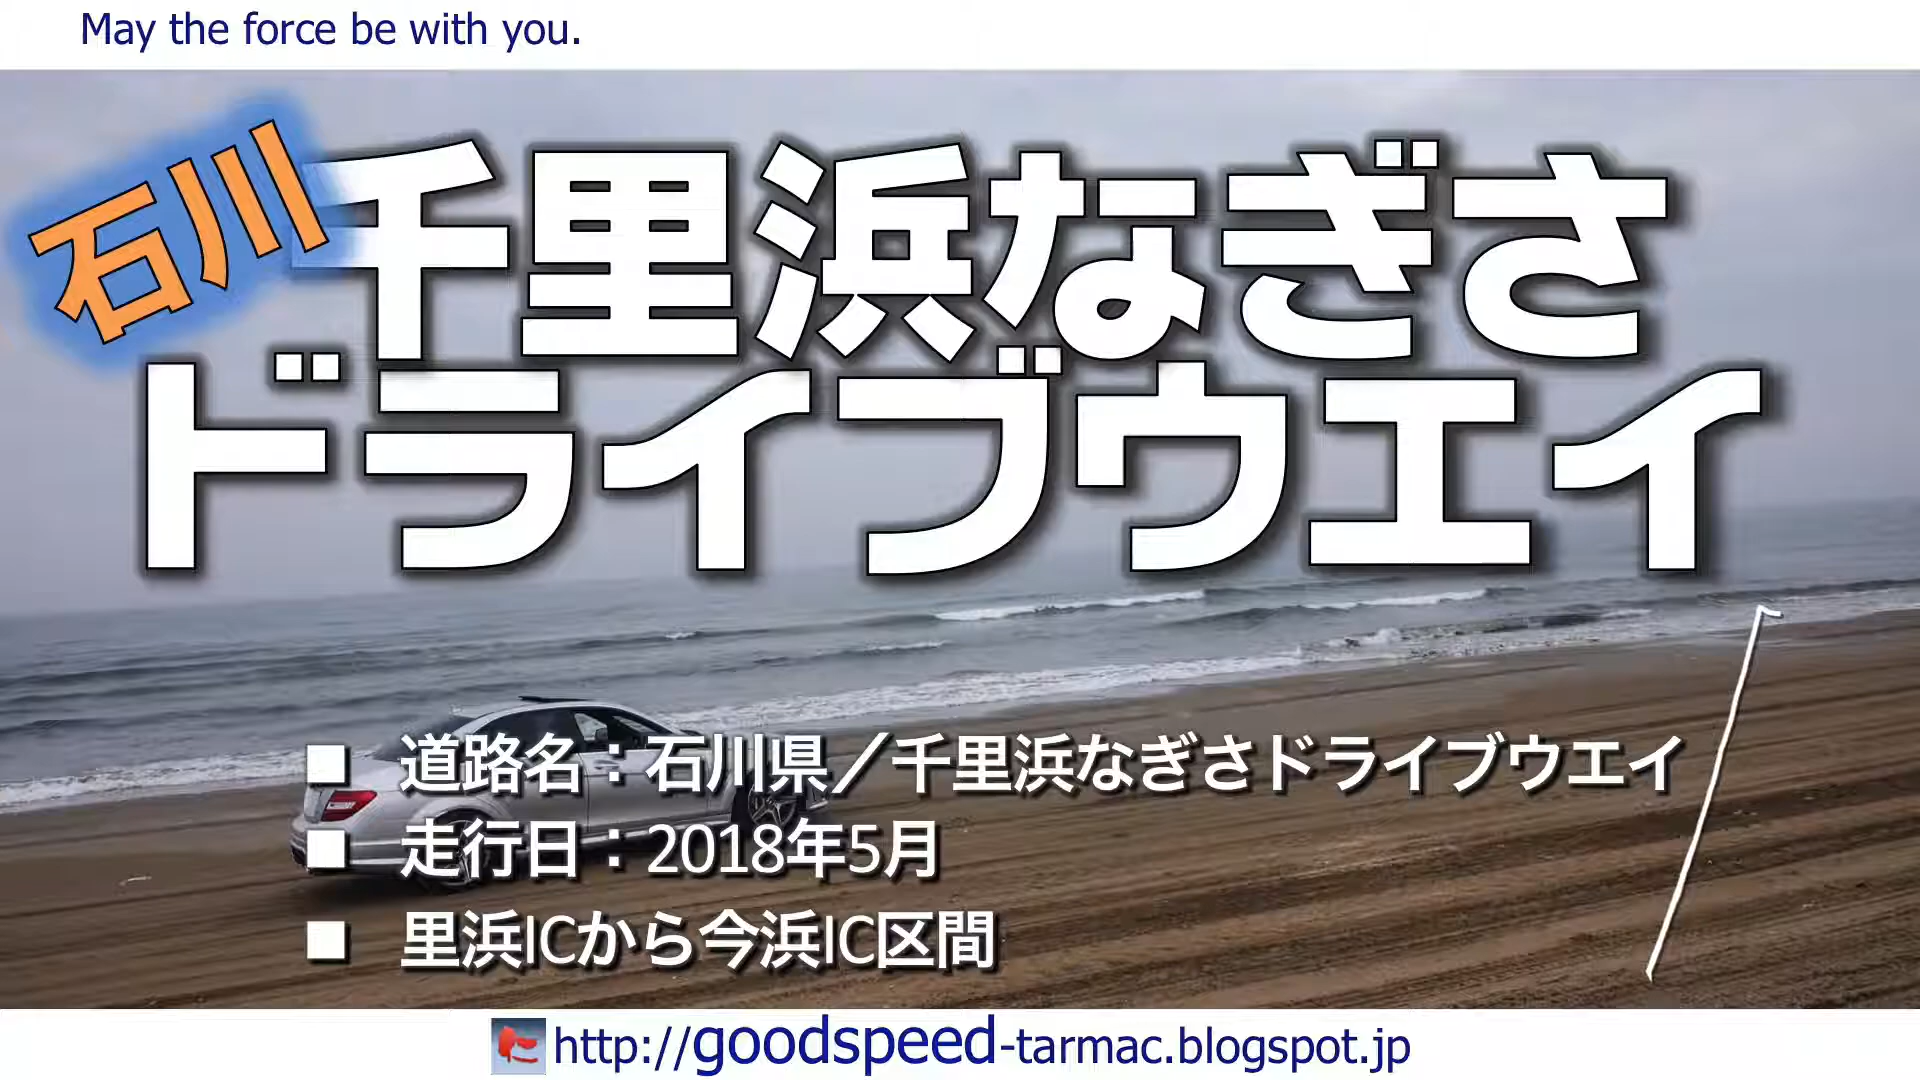 May the force be with you.
石川
千里浜なぎさ
ドライブウエイ
■ 道路名：石川県／千里浜なぎさドライブウエイ
■ 走行日：2018年5月
■ 里浜ICから今浜IC区間
http://goodspeed-tarmac.blogspot.jp